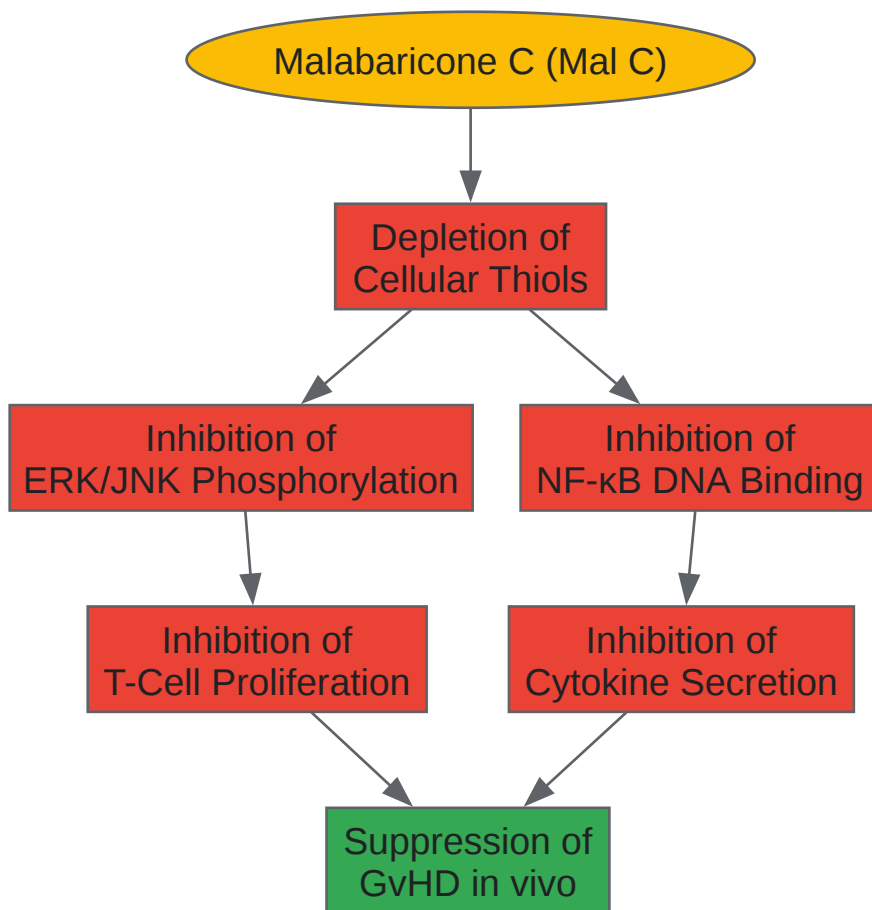 Malabaricone C (Mal C)
Depletion of
Cellular Thiols
Inhibition of
ERK/JNK Phosphorylation
Inhibition of
NF-κB DNA Binding
Inhibition of
T-Cell Proliferation
Inhibition of
Cytokine Secretion
Suppression of
GvHD in vivo